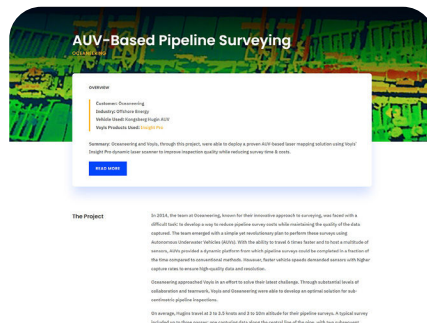 AUV-Based Pipeline Surveying
OCEANEERING
OVERVIEW
Customer: Oceaneering
Industry: Offshore Energy
Vehicle Used: Kongsberg Hugin AUV
Voyis Products Used: Insight Pro
Summary: Oceaneering and Voyis, through this project, were able to deploy a proven AUV-based laser mapping solution using Voyis'
Insight Pro dynamic laser scanner to improve inspection quality while reducing survey time & costs.
READ MORE
The Project
In 2014, the team at Oceaneering, known for their innovative approach to surveying, was faced with a
difficult task: to develop a way to reduce pipeline survey costs while maintaining the quality of the data
captured. The team emerged with a simple yet revolutionary plan to perform these surveys using
Autonomous Underwater Vehicles (AUVs). With the ability to travel 6 times faster and to host a multitude of
sensors, AUVs provided a dynamic platform from which pipeline surveys could be completed in a fraction of
the time compared to conventional methods. However, faster vehicle speeds demanded sensors with higher
capture rates to ensure high-quality data and resolution.
Oceaneering approached Voyis in an effort to solve their latest challenge. Through substantial levels of
collaboration and teamwork, Voyis and Oceaneering were able to develop an optimal solution for sub-
centimetric pipeline inspections.
On average, Hugins travel at 3 to 3.5 knots and 3 to 10m altitude for their pipeline surveys. A typical survey